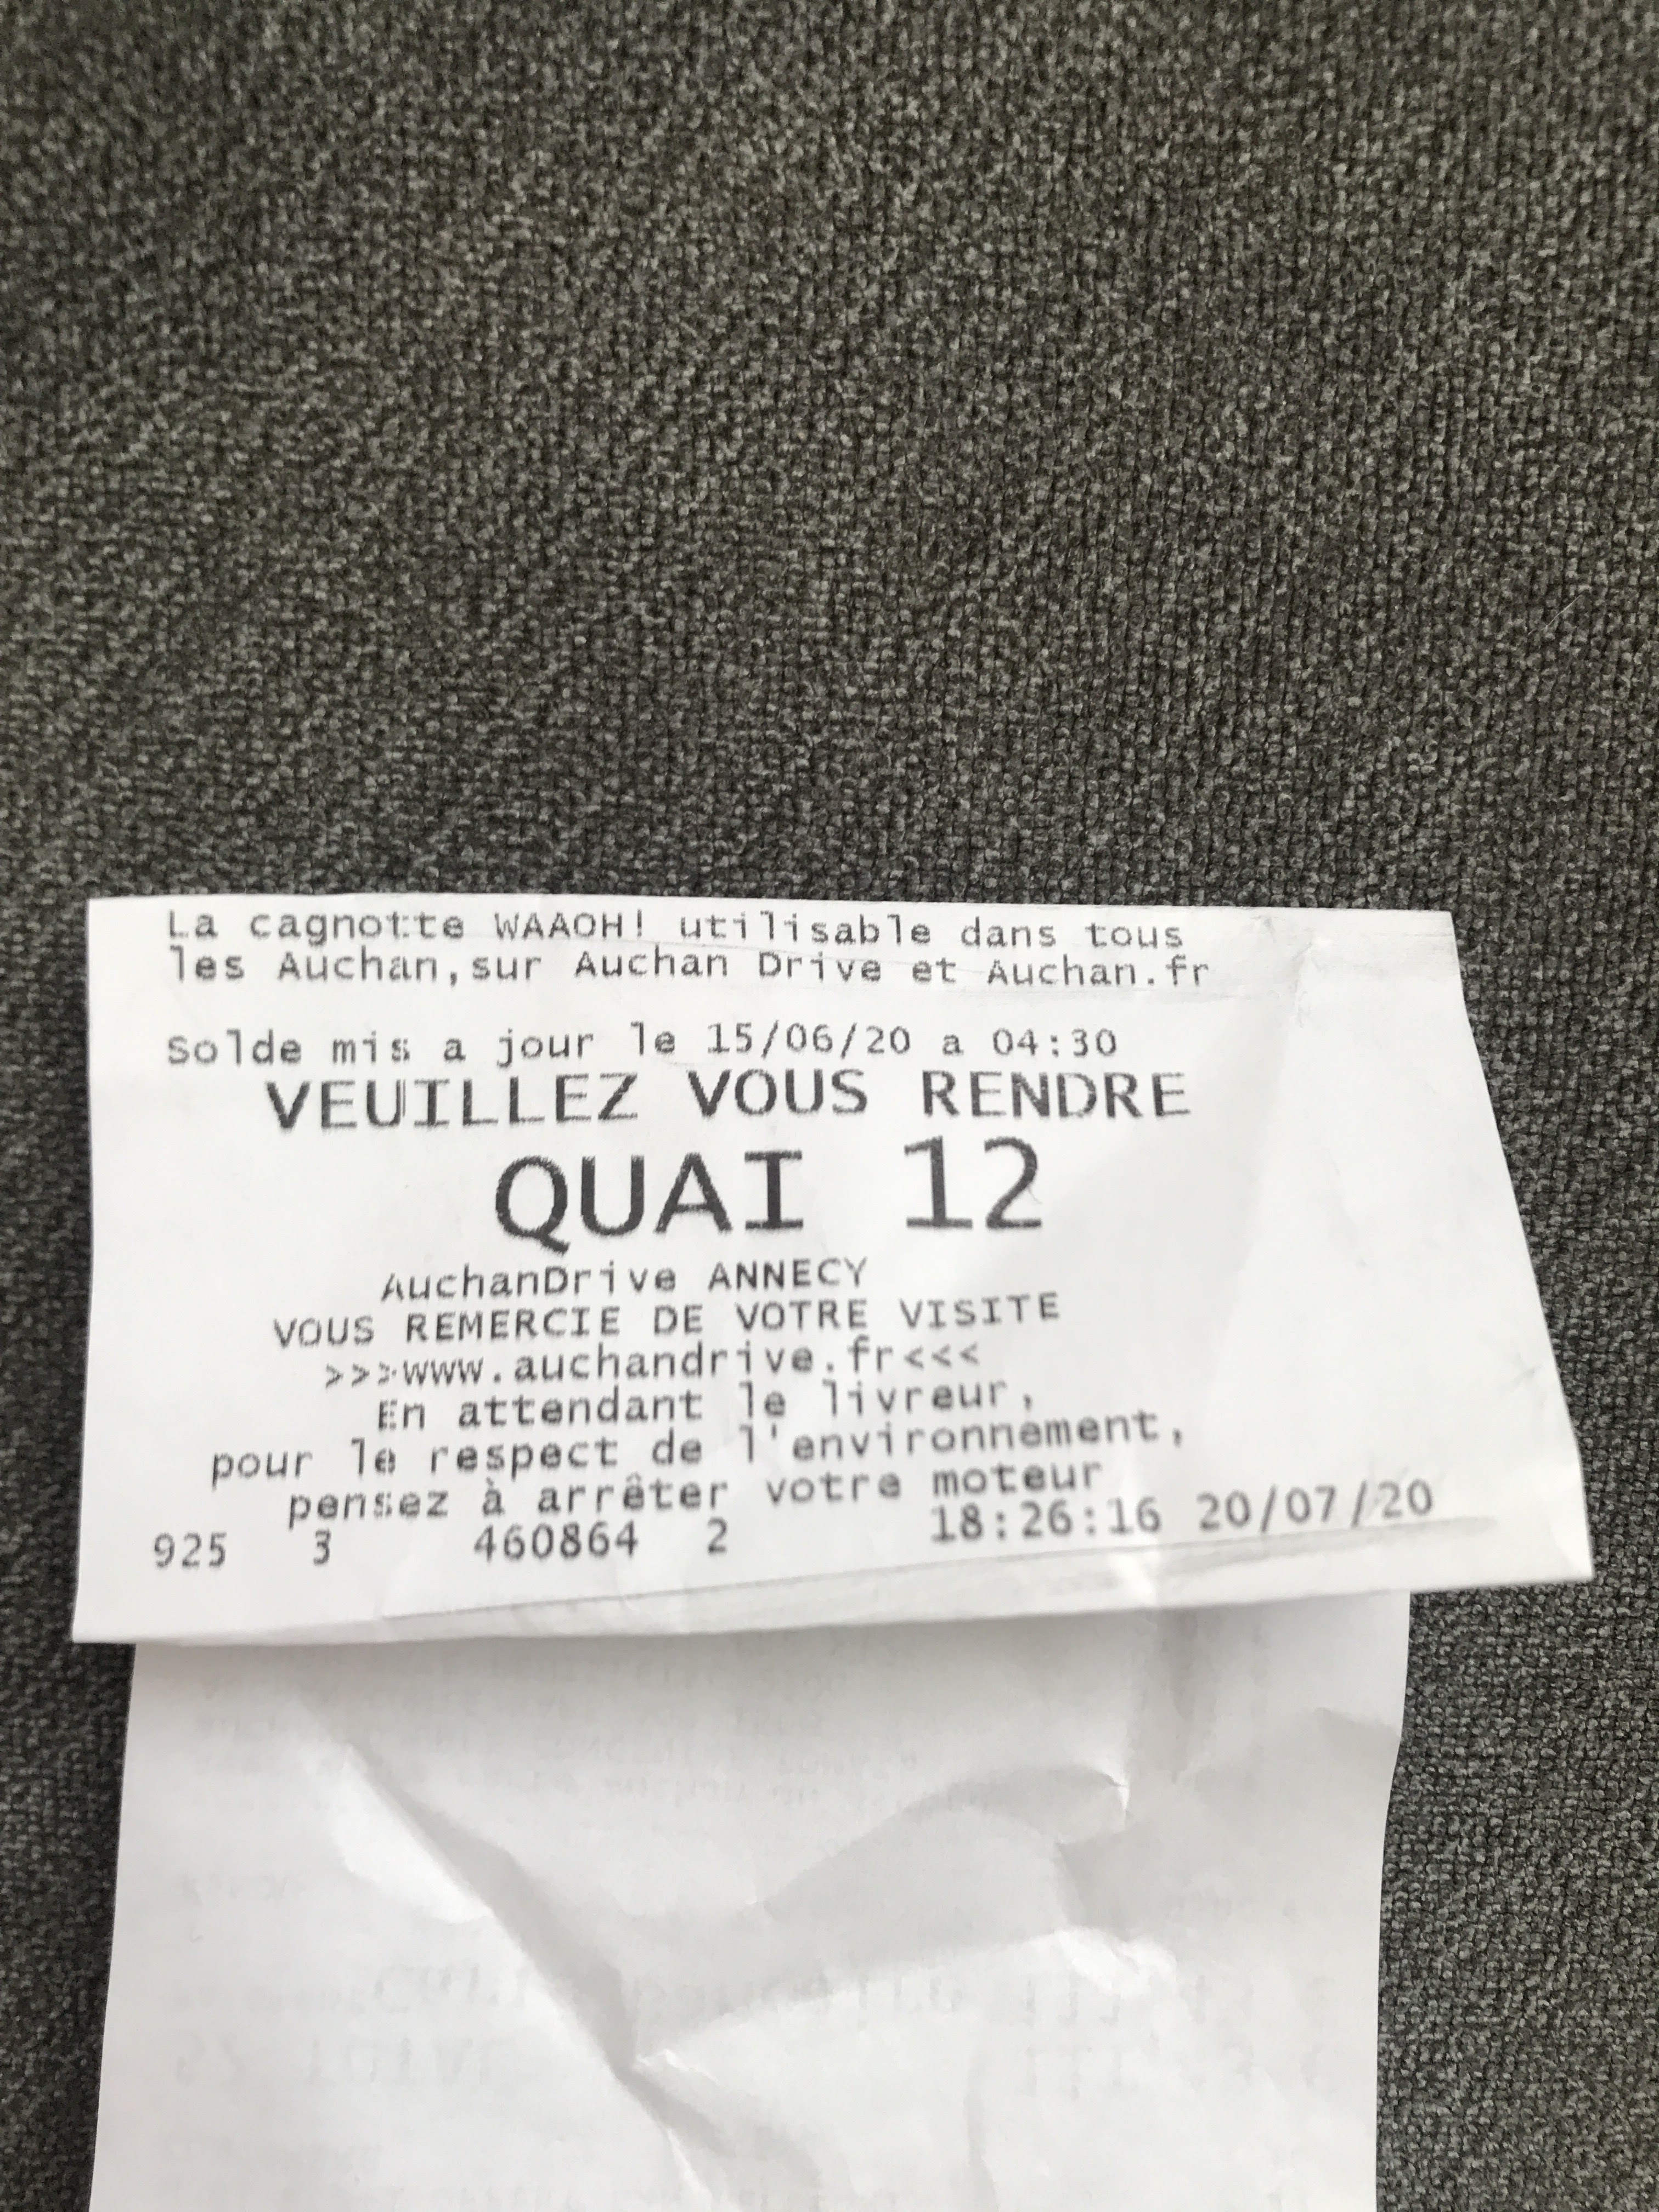 La cagnotte WAAOH! utilisable dans tous
les Auchan,sur Auchan Drive et Auchan.fr
Solde mis a jour le 15/06/20 a 04:30
VEUILLEZ VOUS RENDRE
QUAI 12
AuchanDrive ANNECY
VOUS REMERCIE DE VOTRE VISITE
>>>www.auchandrive.fr<<<
En attendant le livreur,
pour le respect de l'environnement,
pensez à arrêter votre moteur
925 3 460864 2 18:26:16 20/07/20